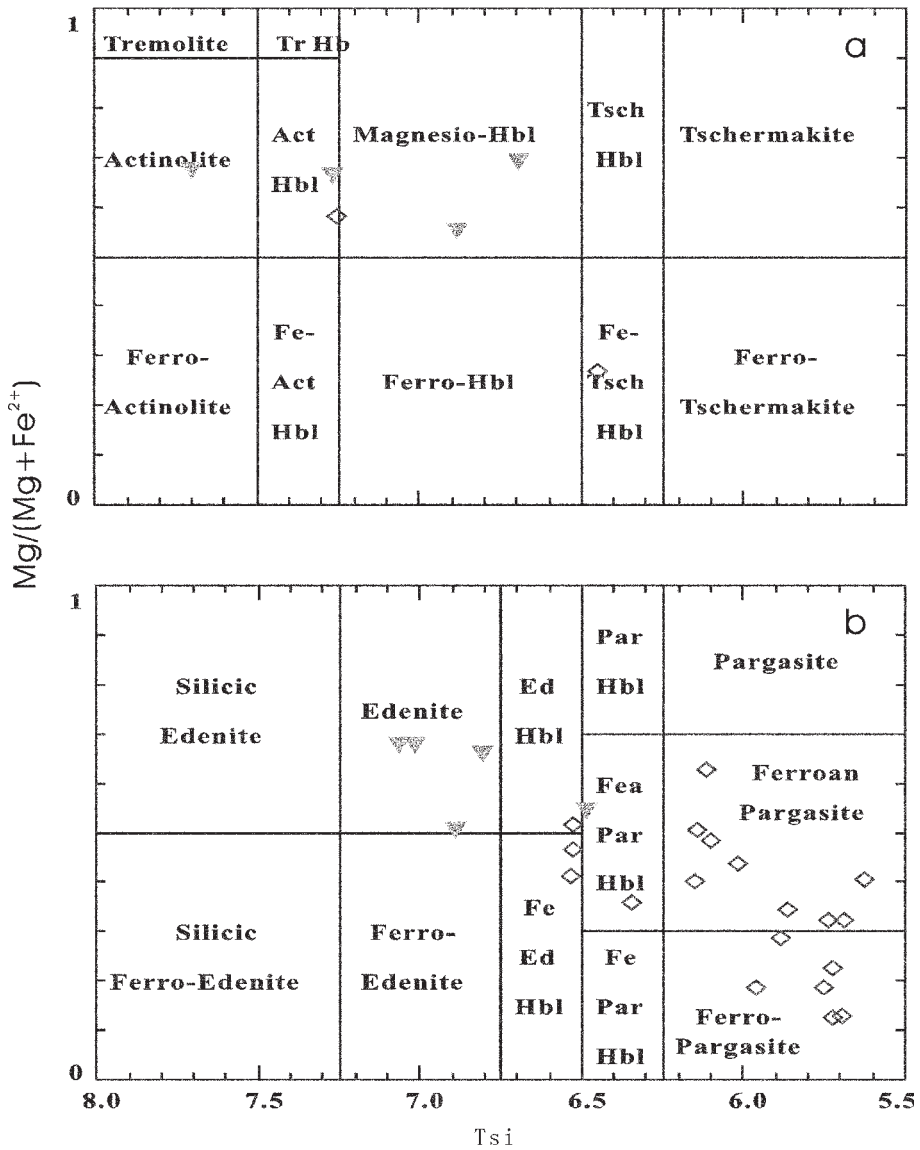 1
Tremolite
Tr Hb
a
Act
Hbl
Magnesio-Hbl
Tsch
Hbl
Tschermakite
Actinolite
Ferro-
Actinolite
Fe-
Act
Hbl
Ferro-Hbl
Fe-
Tsch
Hbl
Ferro-
Tschermakite
0
Mg/(Mg+Fe²⁺)
1
b
Silicic
Edenite
Edenite
Ed
Hbl
Par
Hbl
Pargasite
Fea
Par
Hbl
Ferroan
Pargasite
Silicic
Ferro-Edenite
Ferro-
Edenite
Fe
Ed
Hbl
Fe
Par
Hbl
Ferro-
Pargasite
0
8.0 7.5 7.0 6.5 6.0 5.5
Tsi